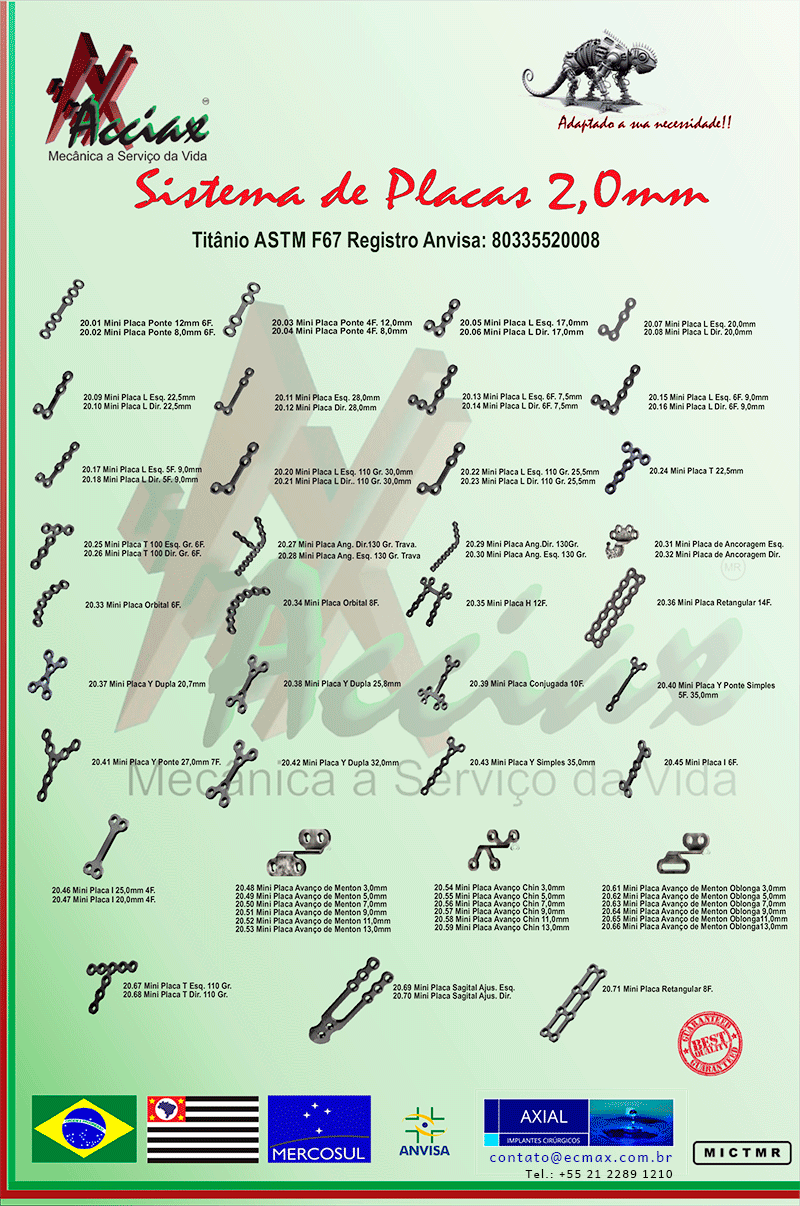 Acciax
Mecânica a Serviço da Vida
Adaptado a sua necessidade!!
Sistema de Placas 2,0mm
Titânio ASTM F67 Registro Anvisa: 80335520008
20.01 Mini Placa Ponte 12mm 6F.
20.02 Mini Placa Ponte 8,0mm 6F.
20.03 Mini Placa Ponte 4F. 12,0mm
20.04 Mini Placa Ponte 4F. 8,0mm
20.05 Mini Placa L Esq. 17,0mm
20.06 Mini Placa L Dir. 17,0mm
20.07 Mini Placa L Esq. 20,0mm
20.08 Mini Placa L Dir. 20,0mm
20.09 Mini Placa L Esq. 22,5mm
20.10 Mini Placa L Dir. 22,5mm
20.11 Mini Placa Esq. 28,0mm
20.12 Mini Placa Dir. 28,0mm
20.13 Mini Placa L Esq. 6F. 7,5mm
20.14 Mini Placa L Dir. 6F. 7,5mm
20.15 Mini Placa L Esq. 6F. 9,0mm
20.16 Mini Placa L Dir. 6F. 9,0mm
20.17 Mini Placa L Esq. 5F. 9,0mm
20.18 Mini Placa L Dir. 5F. 9,0mm
20.20 Mini Placa L Esq. 110 Gr. 30,0mm
20.21 Mini Placa L Dir.. 110 Gr. 30,0mm
20.22 Mini Placa L Esq. 110 Gr. 25,5mm
20.23 Mini Placa L Dir. 110 Gr. 25,5mm
20.24 Mini Placa T 22,5mm
20.25 Mini Placa T 100 Esq. Gr. 6F.
20.26 Mini Placa T 100 Dir. Gr. 6F.
20.27 Mini Placa Ang. Dir.130 Gr. Trava.
20.28 Mini Placa Ang. Esq. 130 Gr. Trava
20.29 Mini Placa Ang.Dir. 130Gr.
20.30 Mini Placa Ang. Esq. 130 Gr.
20.31 Mini Placa de Ancoragem Esq.
20.32 Mini Placa de Ancoragem Dir.
20.33 Mini Placa Orbital 6F.
20.34 Mini Placa Orbital 8F.
20.35 Mini Placa H 12F.
20.36 Mini Placa Retangular 14F.
20.37 Mini Placa Y Dupla 20,7mm
20.38 Mini Placa Y Dupla 25,8mm
20.39 Mini Placa Conjugada 10F.
20.40 Mini Placa Y Ponte Simples
5F. 35,0mm
20.41 Mini Placa Y Ponte 27,0mm 7F.
20.42 Mini Placa Y Dupla 32,0mm
20.43 Mini Placa Y Simples 35,0mm
20.45 Mini Placa I 6F.
Acciax
MR
Mecânica a Serviço da Vida
20.46 Mini Placa I 25,0mm 4F.
20.47 Mini Placa I 20,0mm 4F.
20.48 Mini Placa Avanço de Menton 3,0mm
20.49 Mini Placa Avanço de Menton 5,0mm
20.50 Mini Placa Avanço de Menton 7,0mm
20.51 Mini Placa Avanço de Menton 9,0mm
20.52 Mini Placa Avanço de Menton 11,0mm
20.53 Mini Placa Avanço de Menton 13,0mm
20.54 Mini Placa Avanço Chin 3,0mm
20.55 Mini Placa Avanço Chin 5,0mm
20.56 Mini Placa Avanço Chin 7,0mm
20.57 Mini Placa Avanço Chin 9,0mm
20.58 Mini Placa Avanço Chin 11,0mm
20.59 Mini Placa Avanço Chin 13,0mm
20.61 Mini Placa Avanço de Menton Oblonga 3,0mm
20.62 Mini Placa Avanço de Menton Oblonga 5,0mm
20.63 Mini Placa Avanço de Menton Oblonga 7,0mm
20.64 Mini Placa Avanço de Menton Oblonga 9,0mm
20.65 Mini Placa Avanço de Menton Oblonga11,0mm
20.66 Mini Placa Avanço de Menton Oblonga13,0mm
20.67 Mini Placa T Esq. 110 Gr.
20.68 Mini Placa T Dir. 110 Gr.
20.69 Mini Placa Sagital Ajus. Esq.
20.70 Mini Placa Sagital Ajus. Dir.
20.71 Mini Placa Retangular 8F.
GUARANTEED
BEST
QUALITY
GUARANTEED
MERCOSUL
ANVISA
AXIAL
IMPLANTES CIRÚRGICOS
contato@ecmax.com.br
Tel.: +55 21 2289 1210
MICTMR